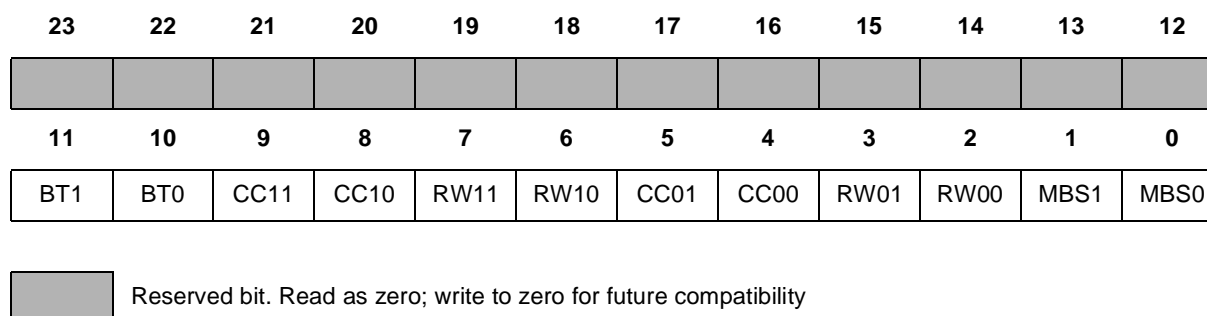 23 22 21 20 19 18 17 16 15 14 13 12
11 10 9 8 7 6 5 4 3 2 1 0
BT1 BT0 CC11 CC10 RW11 RW10 CC01 CC00 RW01 RW00 MBS1 MBS0
Reserved bit. Read as zero; write to zero for future compatibility